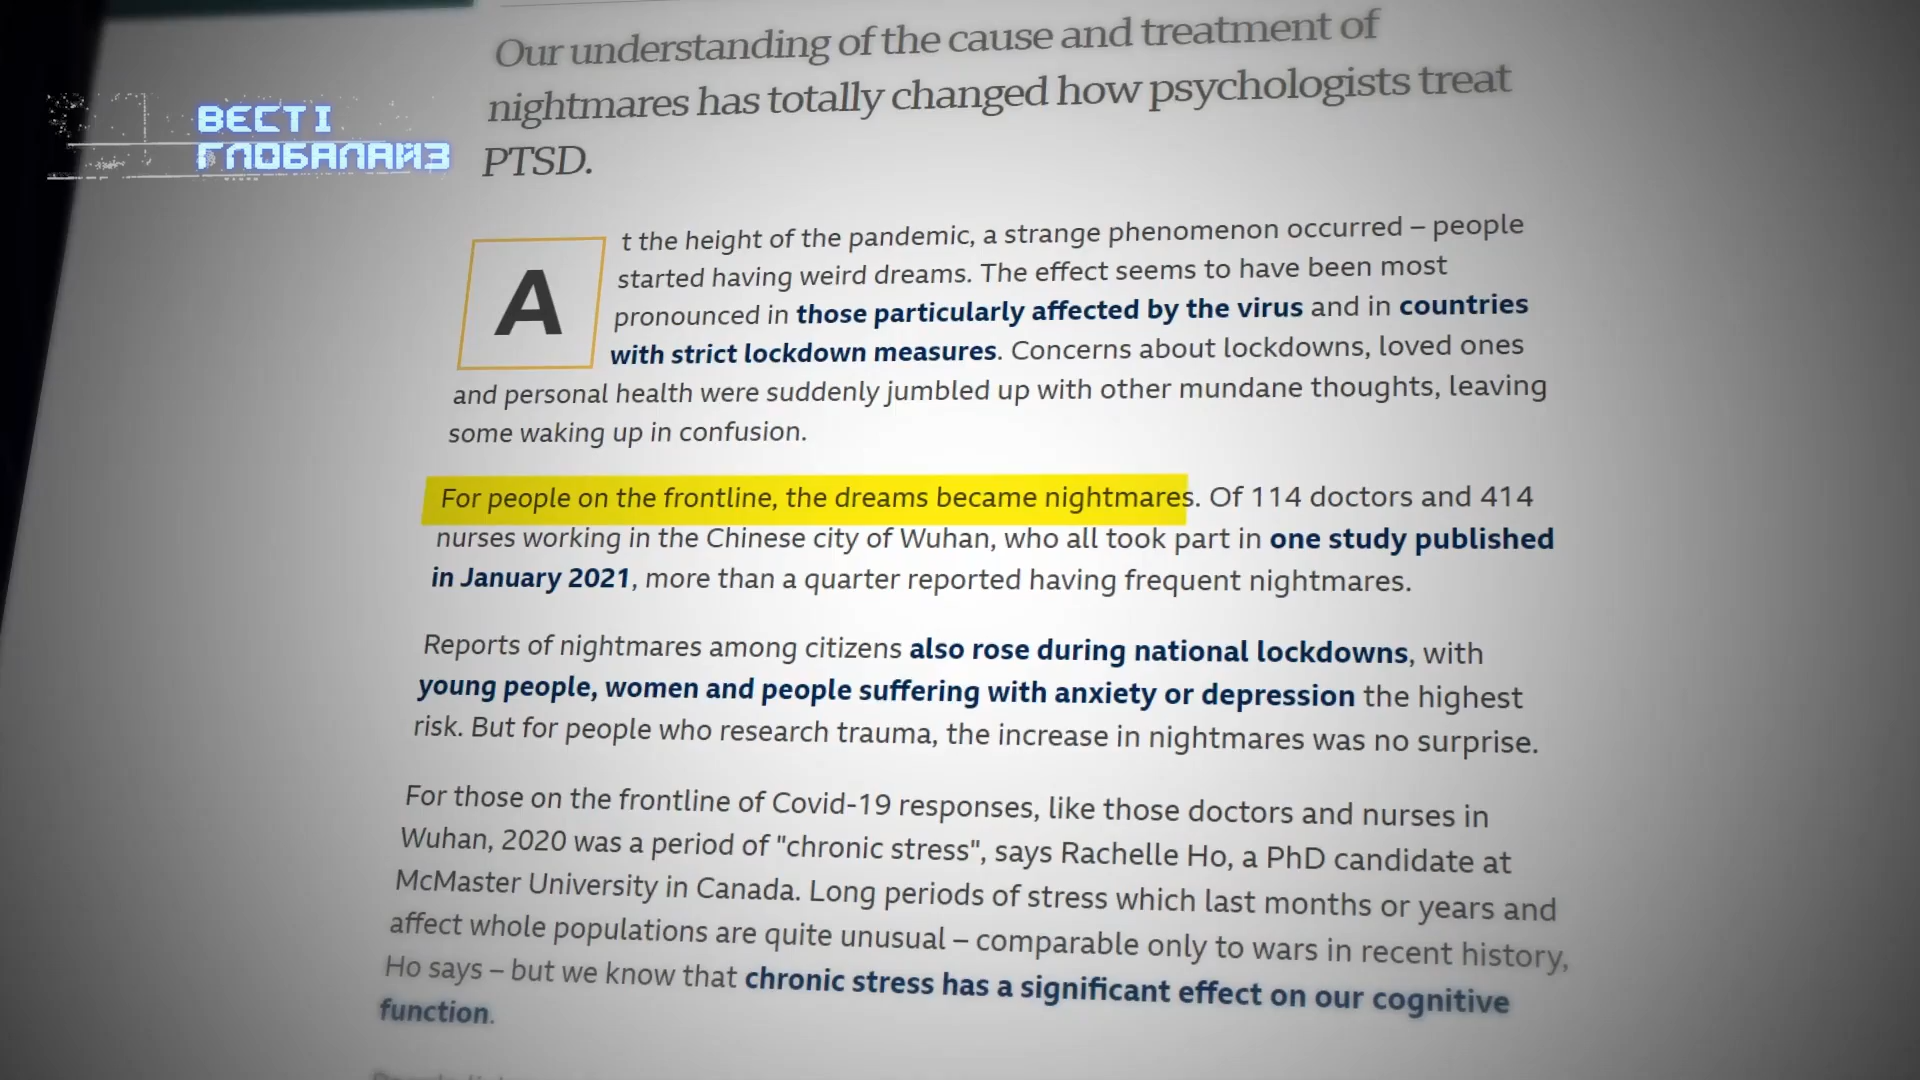 Our understanding of the cause and treatment of
nightmares has totally changed how psychologists treat
PTSD.
ВЕСТІ
ГЛОБАЛАЙЗ
At the height of the pandemic, a strange phenomenon occurred – people
started having weird dreams. The effect seems to have been most
pronounced in those particularly affected by the virus and in countries
with strict lockdown measures. Concerns about lockdowns, loved ones
and personal health were suddenly jumbled up with other mundane thoughts, leaving
some waking up in confusion.
For people on the frontline, the dreams became nightmares. Of 114 doctors and 414
nurses working in the Chinese city of Wuhan, who all took part in one study published
in January 2021, more than a quarter reported having frequent nightmares.
Reports of nightmares among citizens also rose during national lockdowns, with
young people, women and people suffering with anxiety or depression the highest
risk. But for people who research trauma, the increase in nightmares was no surprise.
For those on the frontline of Covid-19 responses, like those doctors and nurses in
Wuhan, 2020 was a period of "chronic stress", says Rachelle Ho, a PhD candidate at
McMaster University in Canada. Long periods of stress which last months or years and
affect whole populations are quite unusual – comparable only to wars in recent history,
Ho says – but we know that chronic stress has a significant effect on our cognitive
function.